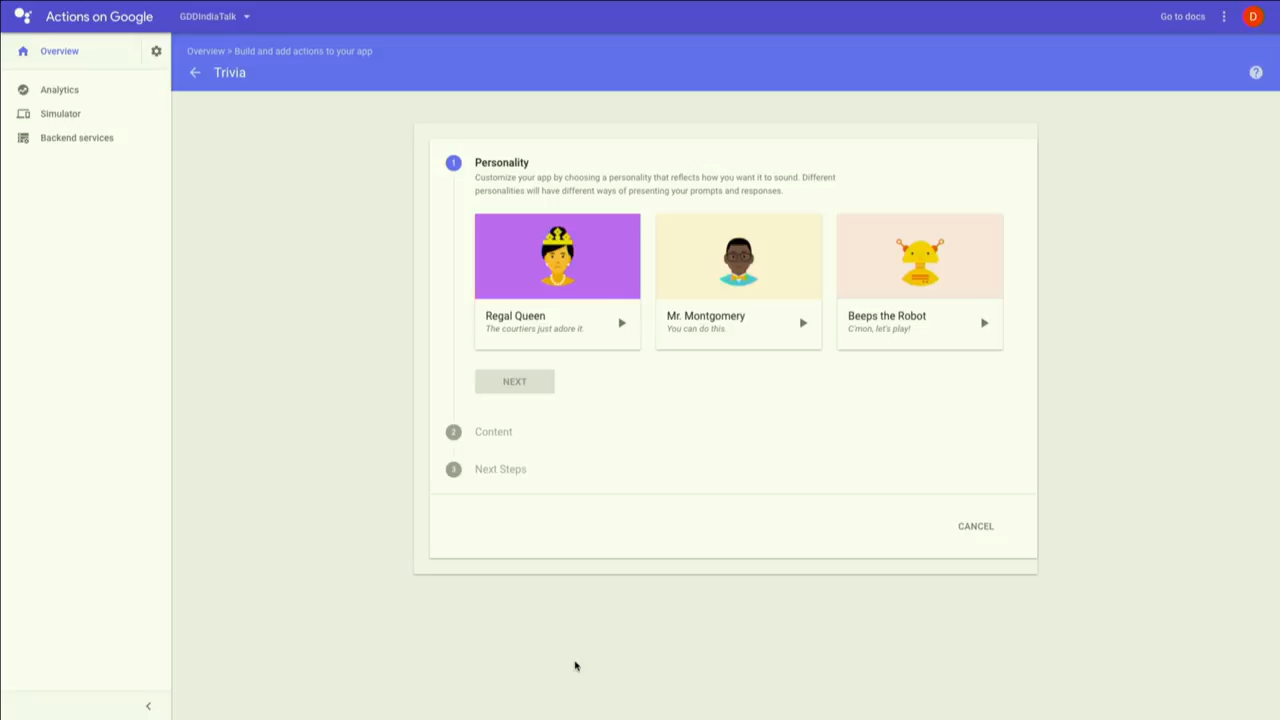 Actions on Google
GDDIndiaTalk
Go to docs
D
Overview
Overview > Build and add actions to your app
Trivia
Analytics
Simulator
Backend services
1
Personality
Customize your app by choosing a personality that reflects how you want it to sound. Different
personalities will have different ways of presenting your prompts and responses.
Regal Queen
The courtiers just adore it.
Mr. Montgomery
You can do this.
Beeps the Robot
C'mon, let's play!
NEXT
2
Content
3
Next Steps
CANCEL